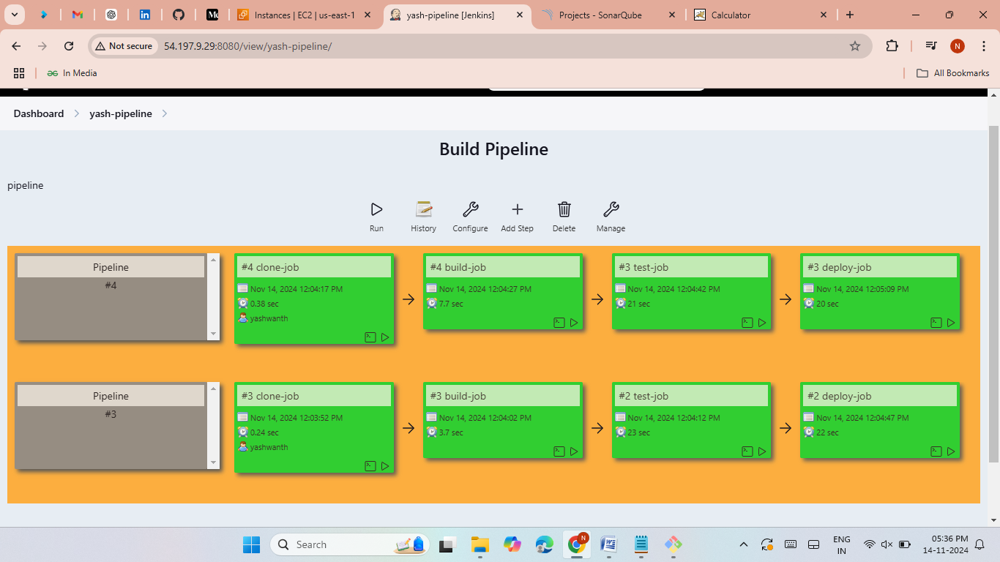 Instances | EC2 | us-east-1
yash-pipeline [Jenkins]
Projects - SonarQube
Calculator
Not secure
54.197.9.29:8080/view/yash-pipeline/
N
In Media
All Bookmarks
Dashboard
yash-pipeline
Build Pipeline
pipeline
Run
History
Configure
Add Step
Delete
Manage
Pipeline
#4
#4 clone-job
Nov 14, 2024 12:04:17 PM
0.38 sec
yashwanth
#4 build-job
Nov 14, 2024 12:04:27 PM
7.7 sec
#3 test-job
Nov 14, 2024 12:04:42 PM
21 sec
#3 deploy-job
Nov 14, 2024 12:05:09 PM
20 sec
Pipeline
#3
#3 clone-job
Nov 14, 2024 12:03:52 PM
0.24 sec
yashwanth
#3 build-job
Nov 14, 2024 12:04:02 PM
3.7 sec
#2 test-job
Nov 14, 2024 12:04:12 PM
23 sec
#2 deploy-job
Nov 14, 2024 12:04:47 PM
22 sec
Search
N
ENG
IN
05:36 PM
14-11-2024